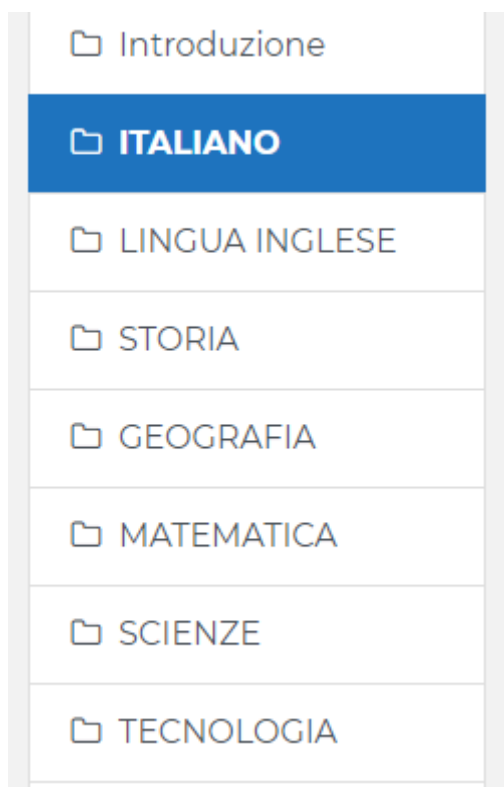 Introduzione
ITALIANO
LINGUA INGLESE
STORIA
GEOGRAFIA
MATEMATICA
SCIENZE
TECNOLOGIA